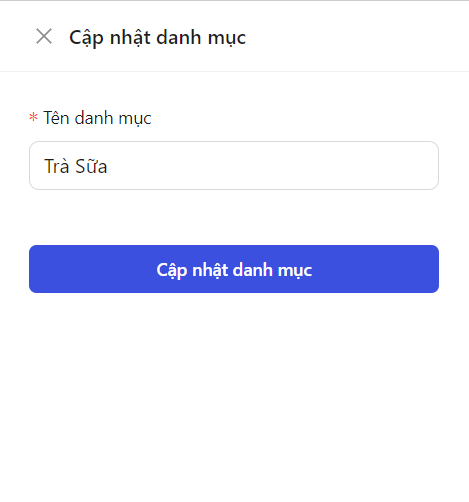 Cập nhật danh mục
* Tên danh mục
Trà Sữa
Cập nhật danh mục